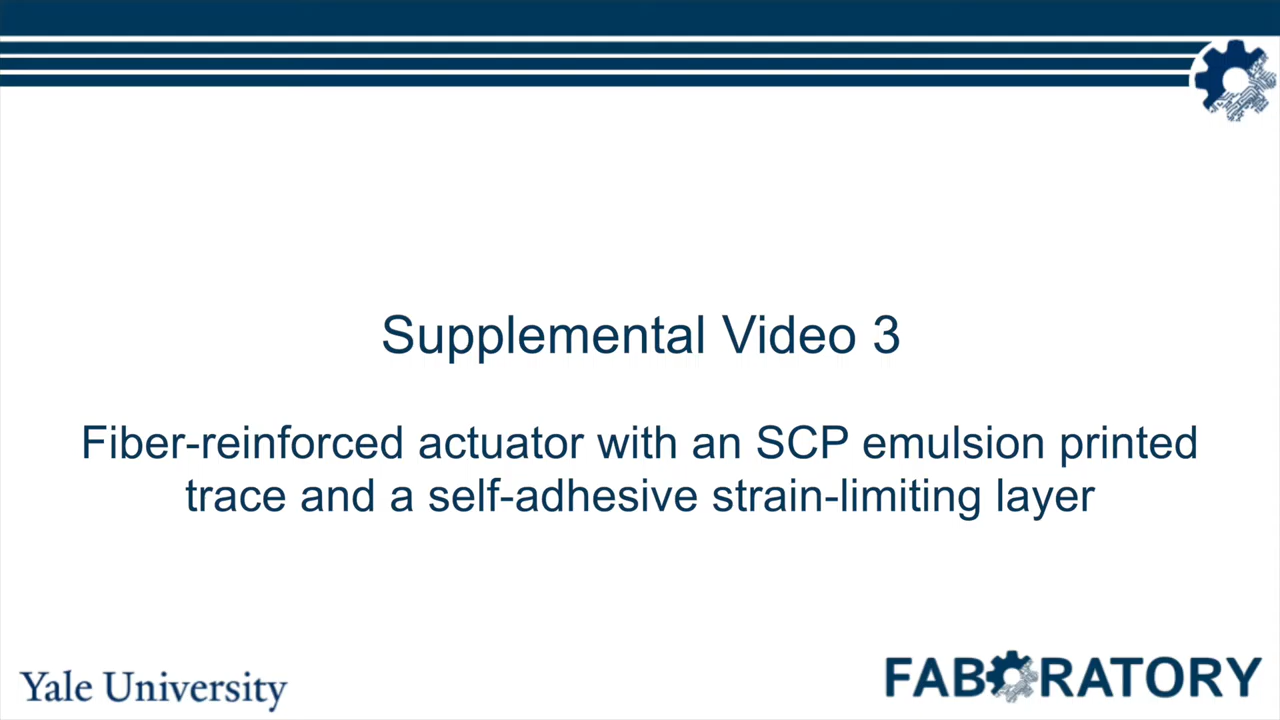 Supplemental Video 3
Fiber-reinforced actuator with an SCP emulsion printed
trace and a self-adhesive strain-limiting layer
Yale University
FABORATORY